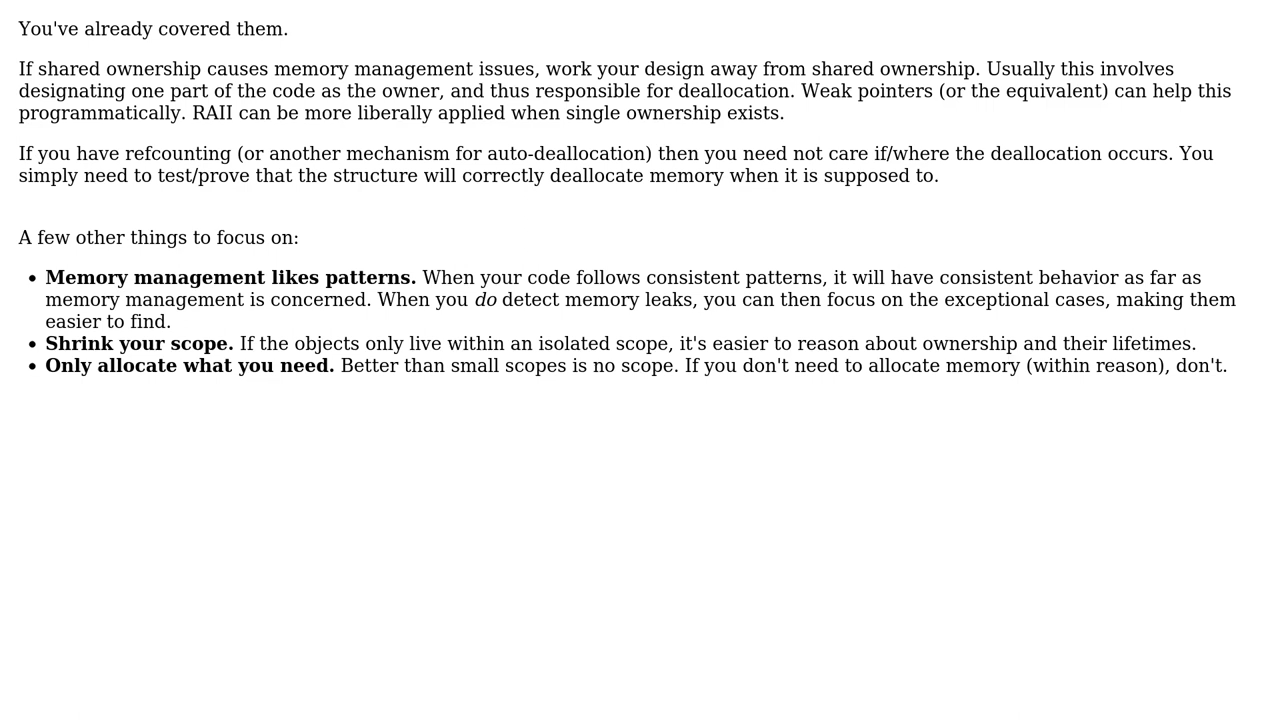 You've already covered them.
If shared ownership causes memory management issues, work your design away from shared ownership. Usually this involves
designating one part of the code as the owner, and thus responsible for deallocation. Weak pointers (or the equivalent) can help this
programmatically. RAII can be more liberally applied when single ownership exists.
If you have refcounting (or another mechanism for auto-deallocation) then you need not care if/where the deallocation occurs. You
simply need to test/prove that the structure will correctly deallocate memory when it is supposed to.
A few other things to focus on:
• Memory management likes patterns. When your code follows consistent patterns, it will have consistent behavior as far as
memory management is concerned. When you do detect memory leaks, you can then focus on the exceptional cases, making them
easier to find.
• Shrink your scope. If the objects only live within an isolated scope, it's easier to reason about ownership and their lifetimes.
• Only allocate what you need. Better than small scopes is no scope. If you don't need to allocate memory (within reason), don't.